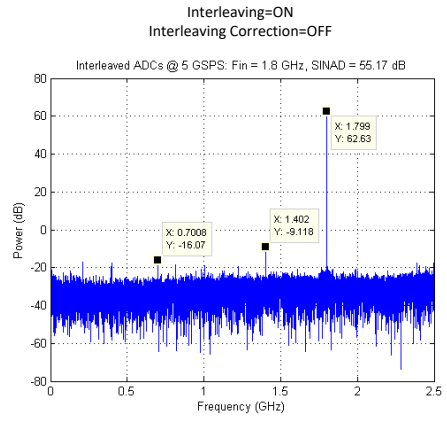 Interleaving=ON
Interleaving Correction=OFF
Interleaved ADCs @ 5 GSPS: Fin = 1.8 GHz, SINAD = 55.17 dB
80
60
40
20
0
-20
-40
-60
-80
Power (dB)
X: 1.799
Y: 62.63
X: 1.402
Y: -9.118
X: 0.7008
Y: -16.07
0
0.5
1
1.5
2
2.5
Frequency (GHz)